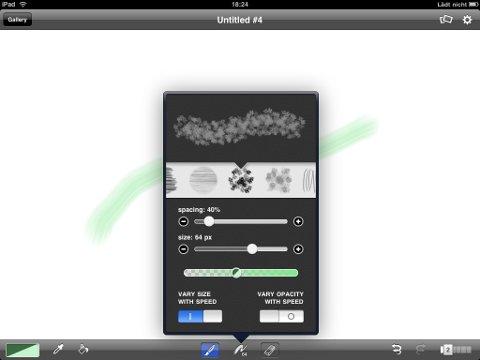 iPad 18:24 Lädt nicht
Gallery Untitled #4
spacing: 40%
size: 64 px
VARY SIZE VARY OPACITY
WITH SPEED WITH SPEED
64
2